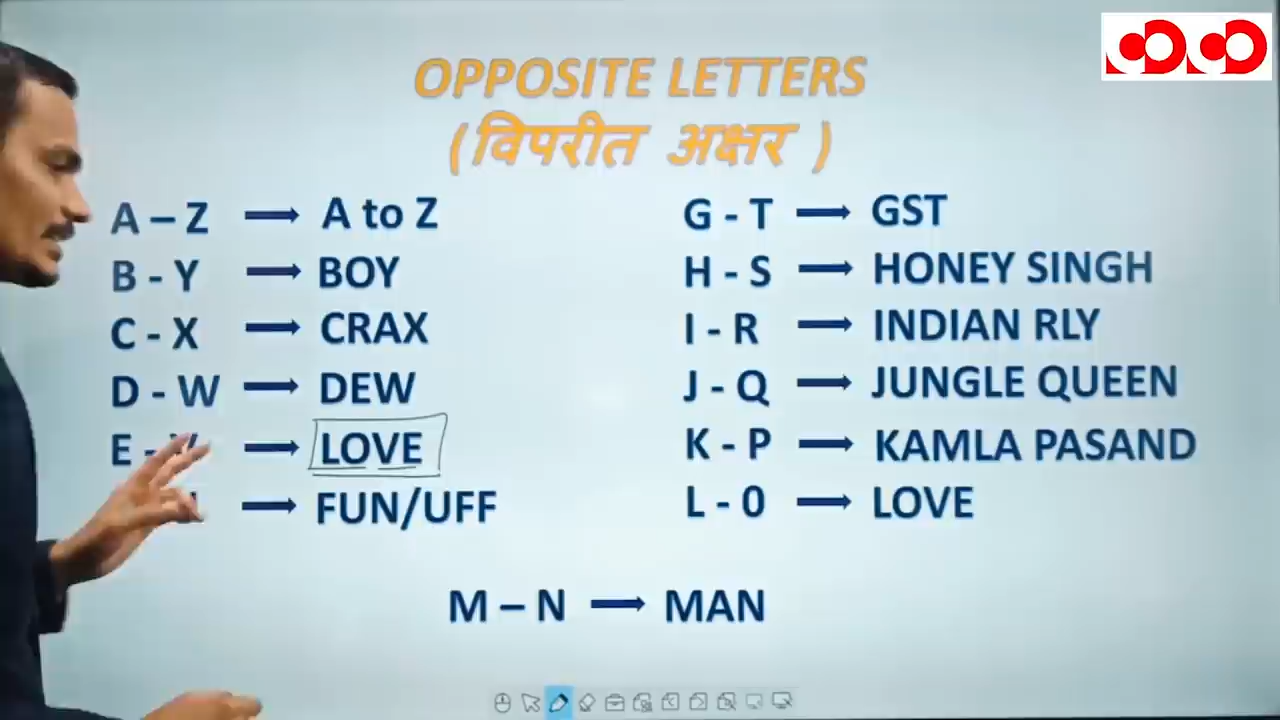 OPPOSITE LETTERS
( विपरीत अक्षर )
A – Z → A to Z
B - Y → BOY
C - X → CRAX
D - W → DEW
E - → LOVE
→ FUN/UFF
G - T → GST
H - S → HONEY SINGH
I - R → INDIAN RLY
J - Q → JUNGLE QUEEN
K - P → KAMLA PASAND
L - 0 → LOVE
M – N → MAN